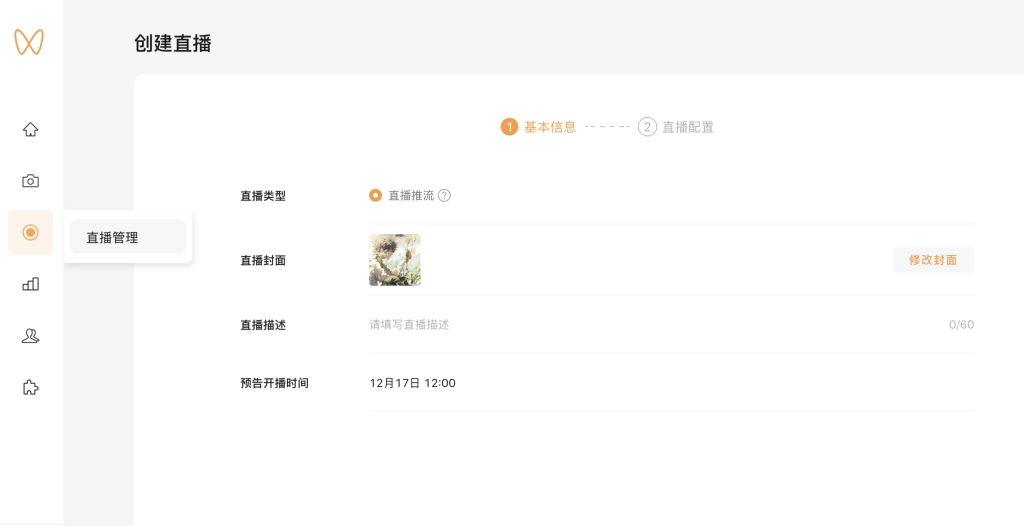 创建直播
1 基本信息 2 直播配置
直播类型 直播推流 ?
直播管理
直播封面 修改封面
直播描述 请填写直播描述 0/60
预告开播时间 12月17日 12:00